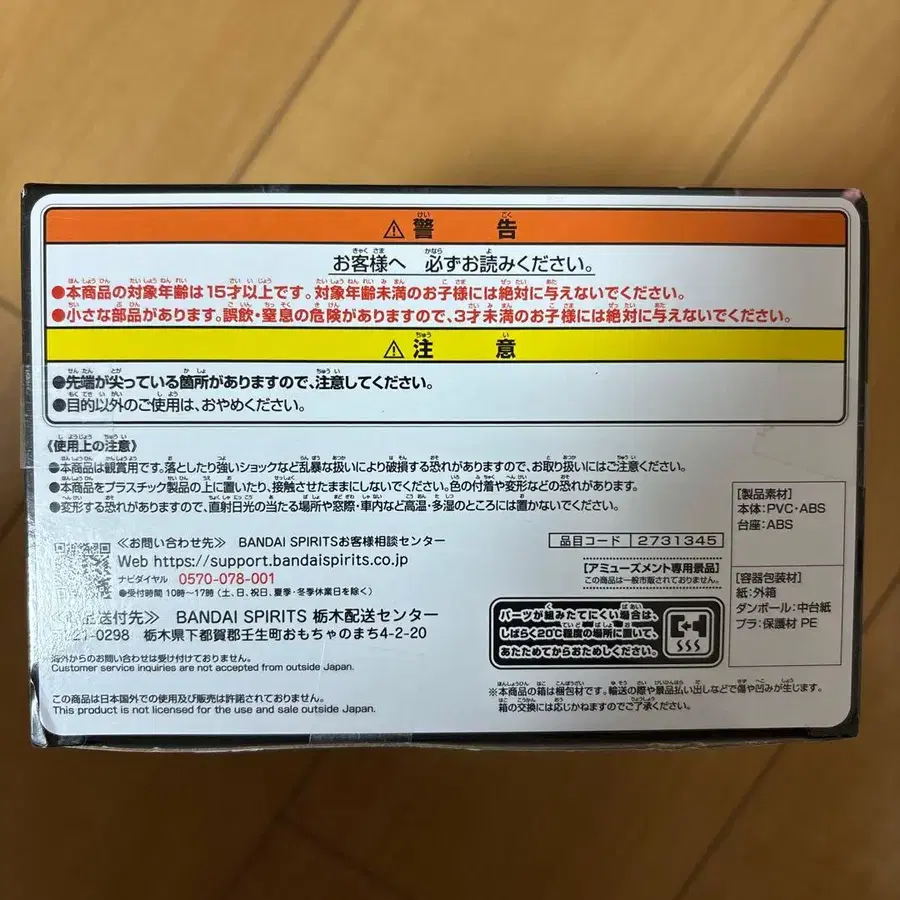 ⚠警告
お客様へ 必ずお読みください。
●本商品の対象年齢は15才以上です。対象年齢未満のお子様には絶対に与えないでください。
●小さな部品があります。誤飲・窒息の危険がありますので、3才未満のお子様には絶対に与えないでください。
⚠注意
●先端が尖っている箇所がありますので、注意してください。
●目的以外のご使用は、おやめください。
《使用上の注意》
●本商品は観賞用です。落としたり強いショックなど乱暴な扱いにより破損する恐れがありますので、お取り扱いにはご注意ください。
●本商品をプラスチック製品の上に置いたり、接触させたままにしないでください。色の付着や変形などの恐れがあります。
●変形する恐れがありますので、直射日光の当たる場所や窓際・車内など高温・多湿のところには置かないでください。
≪お問い合わせ先≫ BANDAI SPIRITSお客様相談センター
Web https://support.bandaispirits.co.jp
ナビダイヤル 0570-078-001
●受付時間 10時〜17時(土、日、祝日、夏季・冬季休業日を除く)
送付先≫ BANDAI SPIRITS 栃木配送センター
21-0298 栃木県下都賀郡壬生町おもちゃのまち4-2-20
海外からのお問い合わせは受け付けておりません。
Customer service inquiries are not accepted from outside Japan.
この商品は日本国外での使用及び販売は許諾されておりません。
This product is not licensed for the use and sale outside Japan.
品目コード 2731345
[アミューズメント専用景品]
この商品は一般市販されておりません。
パーツが組みたてにくい場合は、
しばらく20℃程度の場所に置いて、
あたためてからおためしください。
[製品素材]
本体:PVC・ABS
台座:ABS
[容器包装材]
紙:外箱
ダンボール:中台紙
プラ:保護材 PE
※本商品の箱は梱包材です。輸送の際や景品払い出しなどで傷や凹みが生じます。
箱の交換には応じかねますのでご了承ください。